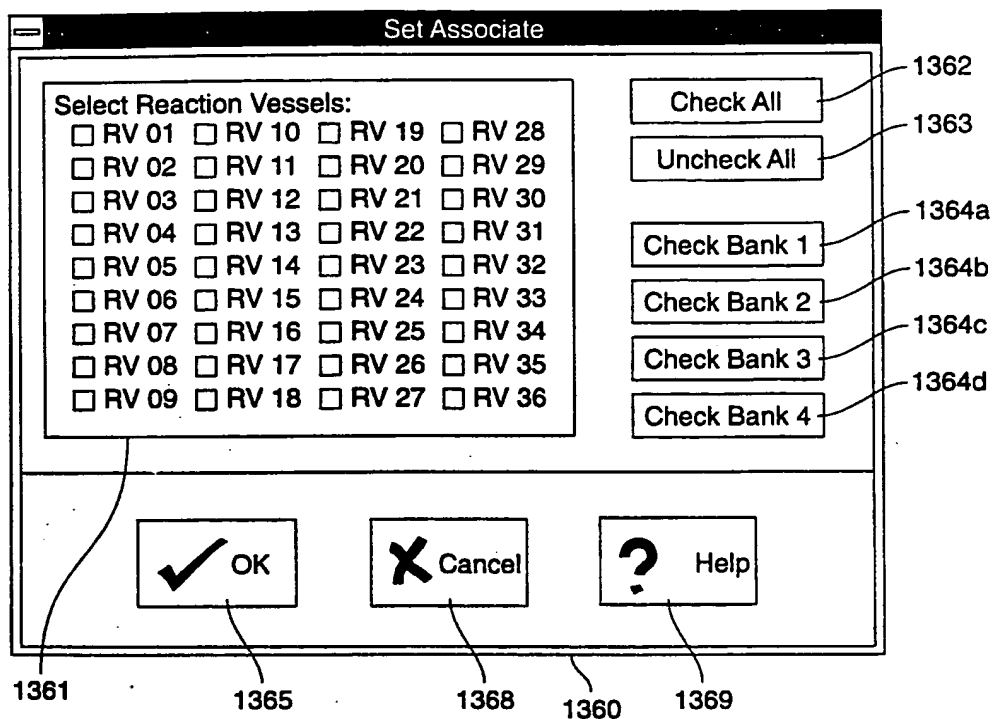 Set Associate
Select Reaction Vessels:
RV 01 RV 10 RV 19 RV 28
RV 02 RV 11 RV 20 RV 29
RV 03 RV 12 RV 21 RV 30
RV 04 RV 13 RV 22 RV 31
RV 05 RV 14 RV 23 RV 32
RV 06 RV 15 RV 24 RV 33
RV 07 RV 16 RV 25 RV 34
RV 08 RV 17 RV 26 RV 35
RV 09 RV 18 RV 27 RV 36
Check All
1362
Uncheck All
1363
Check Bank 1
1364a
Check Bank 2
1364b
Check Bank 3
1364c
Check Bank 4
1364d
OK
Cancel
? Help
1361
1365
1368
1360
1369